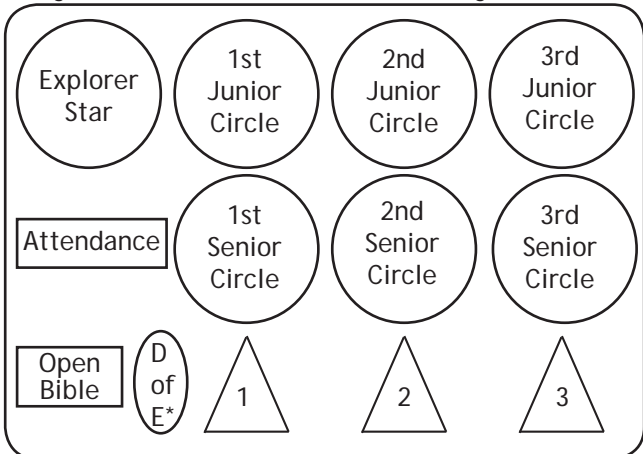 Explorer
Star
1st
Junior
Circle
2nd
Junior
Circle
3rd
Junior
Circle
Attendance
1st
Senior
Circle
2nd
Senior
Circle
3rd
Senior
Circle
Open
Bible
D
of
E*
1
2
3